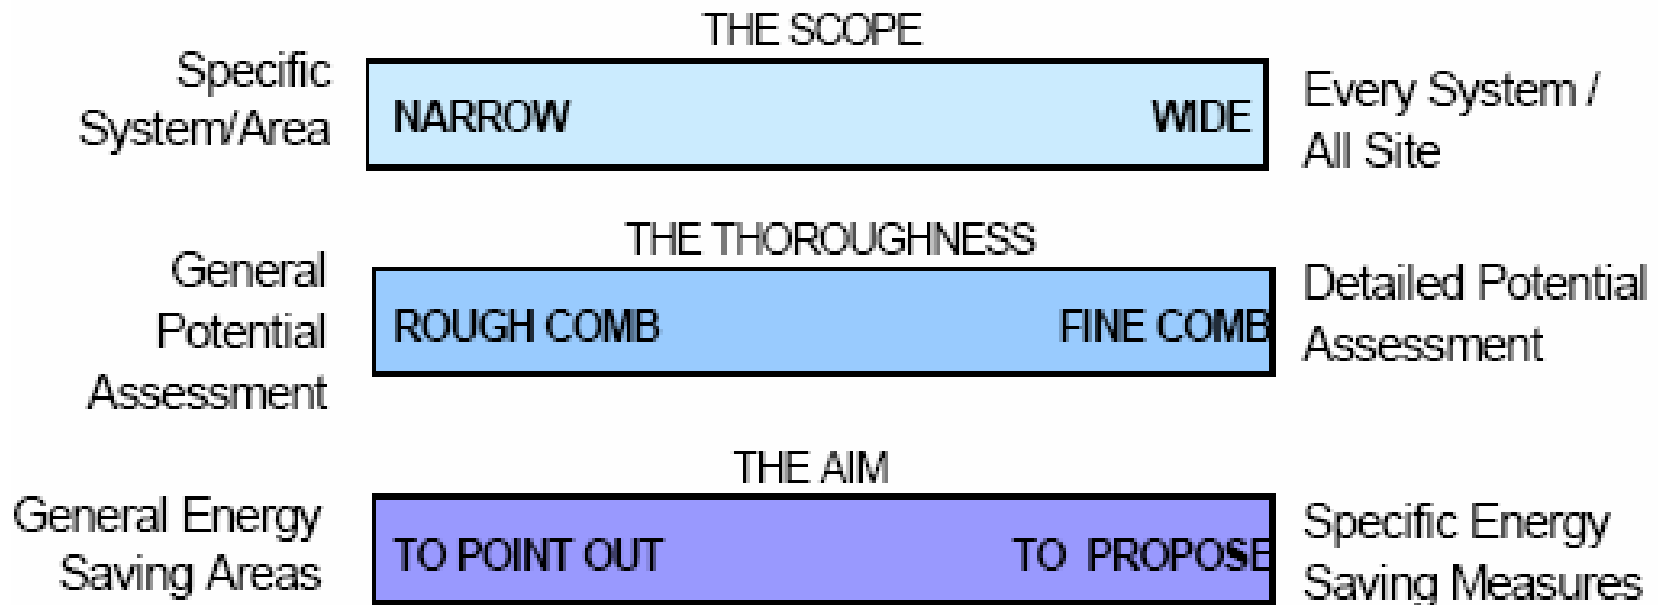 THE SCOPE
Specific
System/Area
NARROW
WIDE
Every System /
All Site
THE THOROUGHNESS
General
Potential
Assessment
ROUGH COMB
FINE COMB
Detailed Potential
Assessment
THE AIM
General Energy
Saving Areas
TO POINT OUT
TO PROPOSE
Specific Energy
Saving Measures